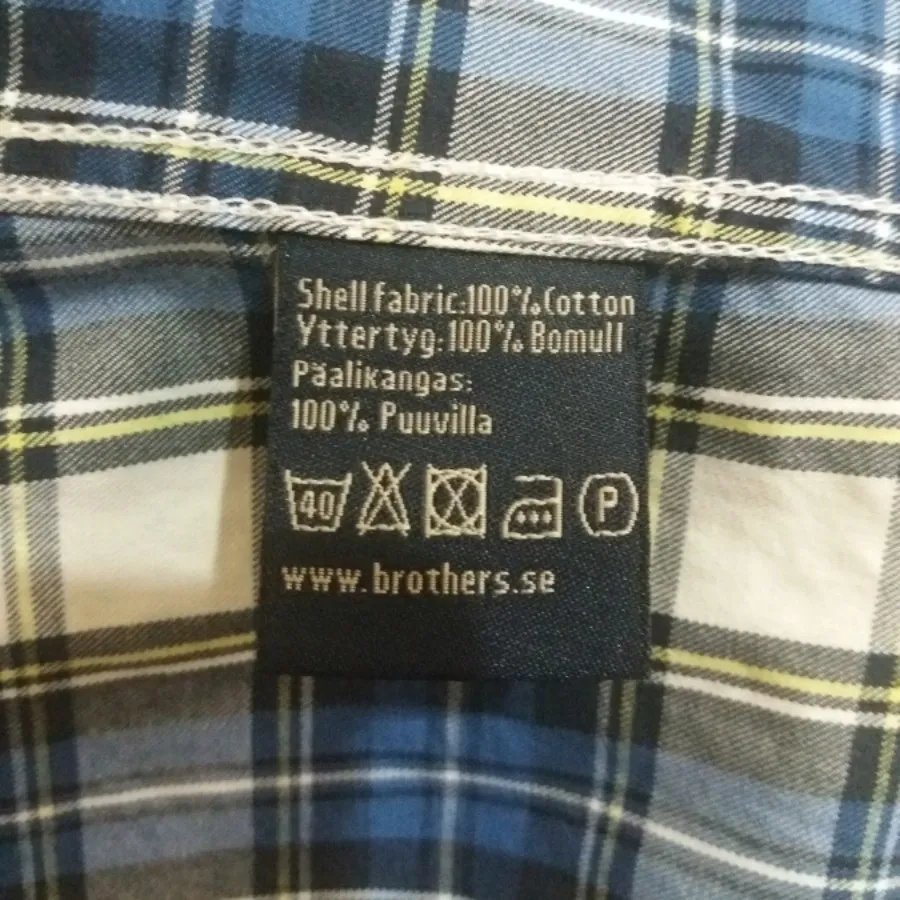 Shell fabric:100%Cotton
Yttertyg:100% Bomull
Päälikangas:
100% Puuvilla
40 P
www.brothers.se